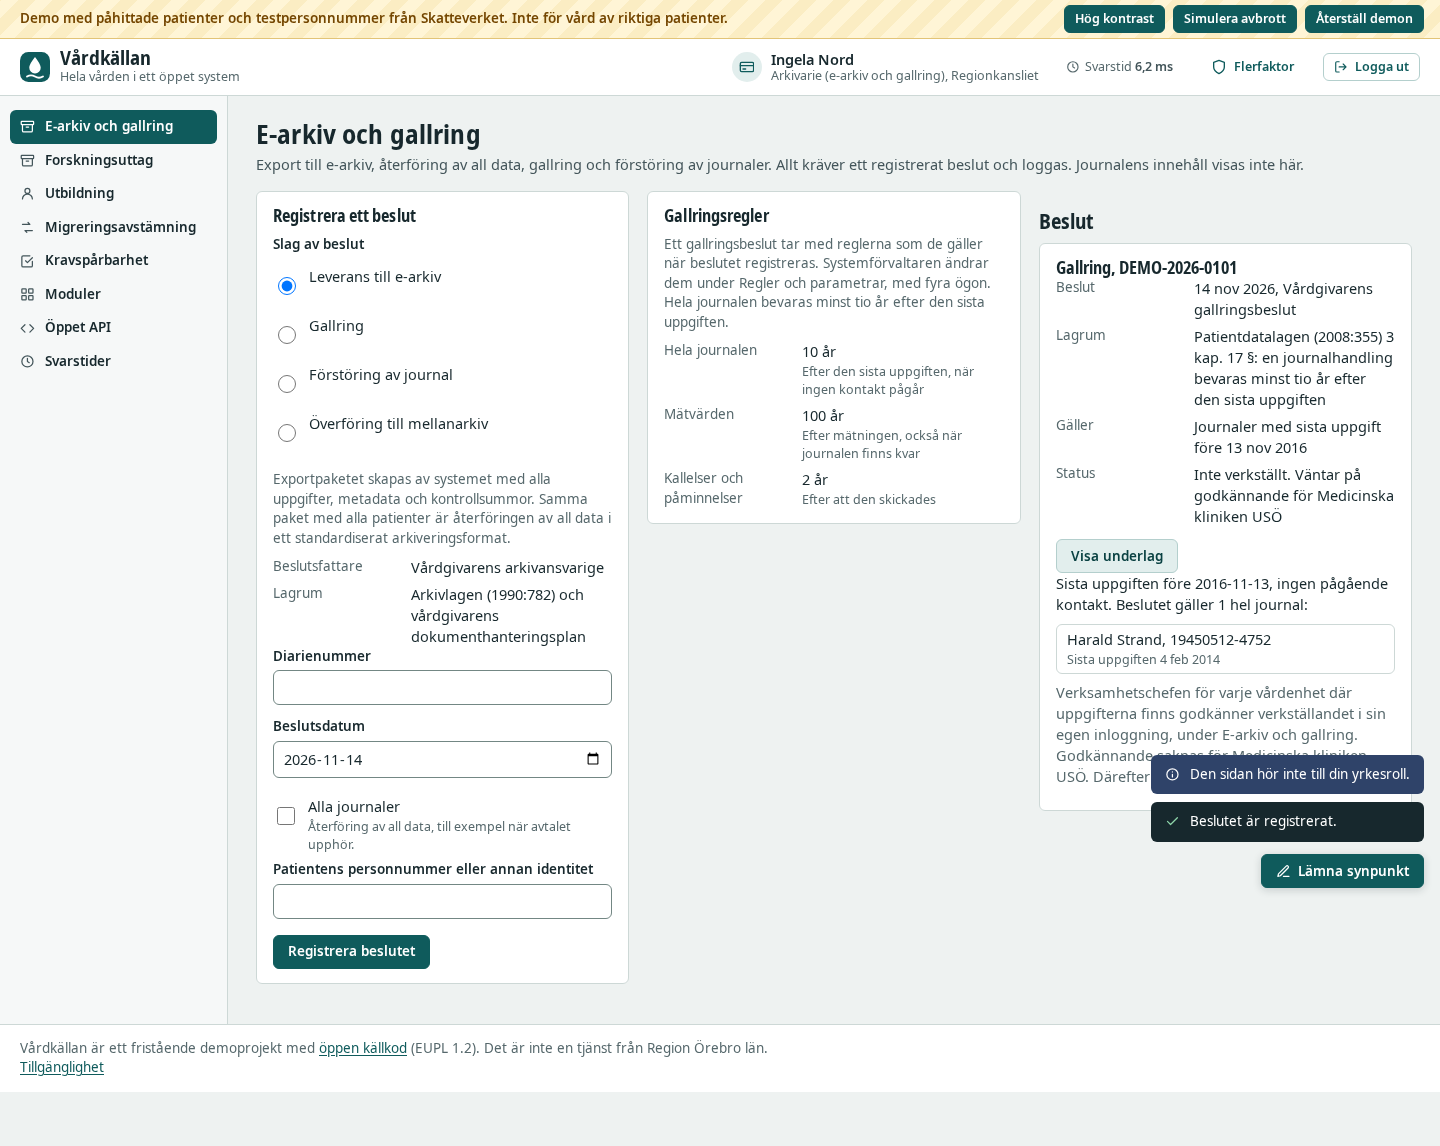 Demo med påhittade patienter och testpersonnummer från Skatteverket. Inte för vård av riktiga patienter.
Hög kontrast
Simulera avbrott
Återställ demon
Vårdkällan
Hela vården i ett öppet system
Ingela Nord
Arkivarie (e-arkiv och gallring), Regionkansliet
Svarstid 6,2 ms
Flerfaktor
Logga ut
E-arkiv och gallring
Forskningsuttag
Utbildning
Migreringsavstämning
Kravspårbarhet
Moduler
Öppet API
Svarstider
E-arkiv och gallring
Export till e-arkiv, återföring av all data, gallring och förstöring av journaler. Allt kräver ett registrerat beslut och loggas. Journalens innehåll visas inte här.
Registrera ett beslut
Slag av beslut
Leverans till e-arkiv
Gallring
Förstöring av journal
Överföring till mellanarkiv
Exportpaketet skapas av systemet med alla
uppgifter, metadata och kontrollsummor. Samma
paket med alla patienter är återföringen av all data i
ett standardiserat arkiveringsformat.
Beslutsfattare
Vårdgivarens arkivansvarige
Lagrum
Arkivlagen (1990:782) och
vårdgivarens
dokumenthanteringsplan
Diarienummer
Beslutsdatum
2026-11-14
Alla journaler
Återföring av all data, till exempel när avtalet
upphör.
Patientens personnummer eller annan identitet
Registrera beslutet
Gallringsregler
Ett gallringsbeslut tar med reglerna som de gäller
när beslutet registreras. Systemförvaltaren ändrar
dem under Regler och parametrar, med fyra ögon.
Hela journalen bevaras minst tio år efter den sista
uppgiften.
Hela journalen
10 år
Efter den sista uppgiften, när
ingen kontakt pågår
Mätvärden
100 år
Efter mätningen, också när
journalen finns kvar
Kallelser och
påminnelser
2 år
Efter att den skickades
Beslut
Gallring, DEMO-2026-0101
Beslut
14 nov 2026, Vårdgivarens
gallringsbeslut
Lagrum
Patientdatalagen (2008:355) 3
kap. 17 §: en journalhandling
bevaras minst tio år efter
den sista uppgiften
Gäller
Journaler med sista uppgift
före 13 nov 2016
Status
Inte verkställt. Väntar på
godkännande för Medicinska
kliniken USÖ
Visa underlag
Sista uppgiften före 2016-11-13, ingen pågående
kontakt. Beslutet gäller 1 hel journal:
Harald Strand, 19450512-4752
Sista uppgiften 4 feb 2014
Verksamhetschefen för varje vårdenhet där
uppgifterna finns godkänner verkställandet i sin
egen inloggning, under E-arkiv och gallring.
Godkännande saknas för Medicinska kliniken
USÖ. Därefter
Den sidan hör inte till din yrkesroll.
Beslutet är registrerat.
Lämna synpunkt
Vårdkällan är ett fristående demoprojekt med öppen källkod (EUPL 1.2). Det är inte en tjänst från Region Örebro län.
Tillgänglighet